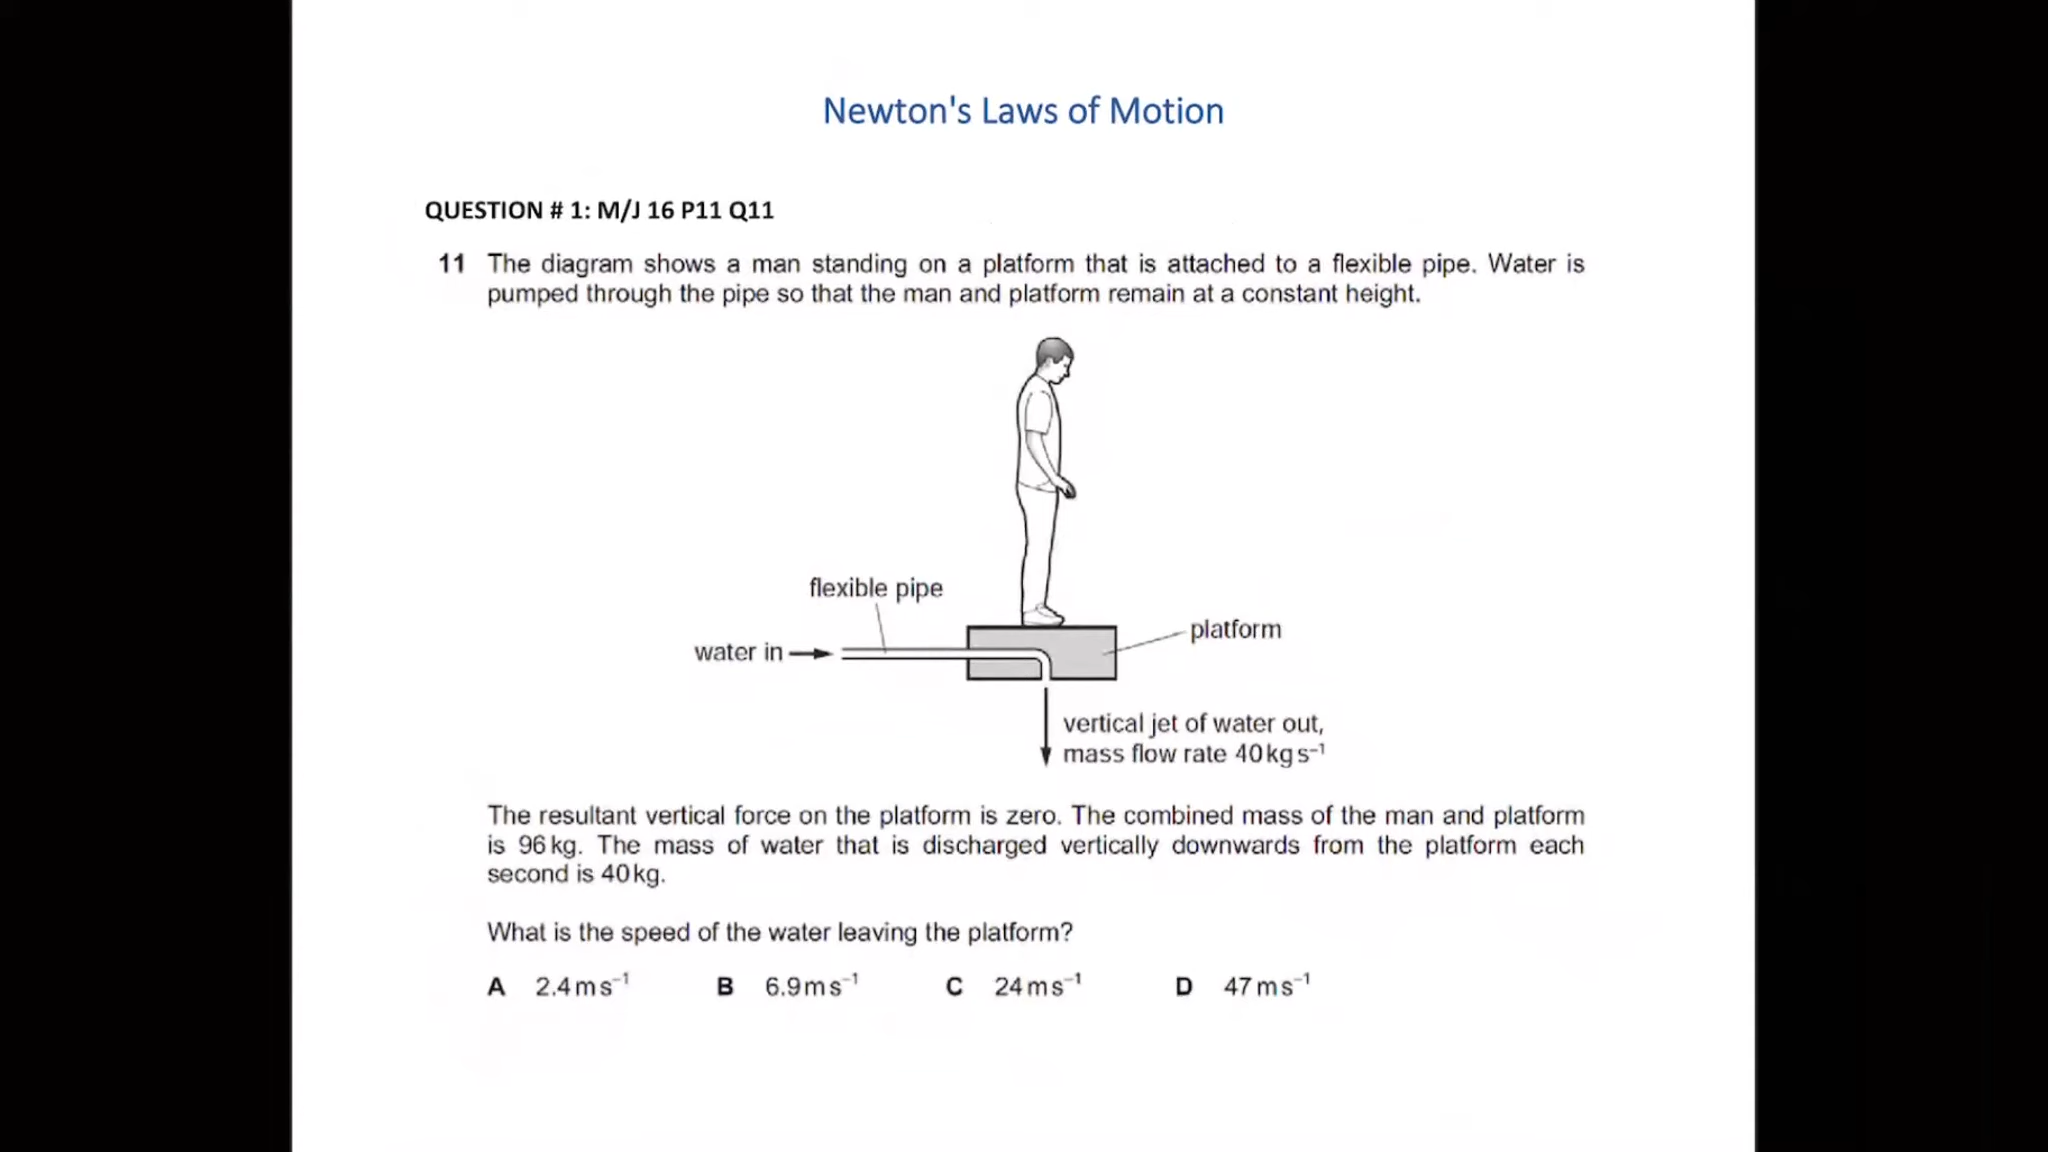 Newton's Laws of Motion
QUESTION # 1: M/J 16 P11 Q11
11 The diagram shows a man standing on a platform that is attached to a flexible pipe. Water is
pumped through the pipe so that the man and platform remain at a constant height.
flexible pipe
platform
water in
vertical jet of water out,
mass flow rate 40 kg s⁻¹
The resultant vertical force on the platform is zero. The combined mass of the man and platform
is 96 kg. The mass of water that is discharged vertically downwards from the platform each
second is 40 kg.
What is the speed of the water leaving the platform?
A 2.4 m s⁻¹ B 6.9 m s⁻¹ C 24 m s⁻¹ D 47 m s⁻¹